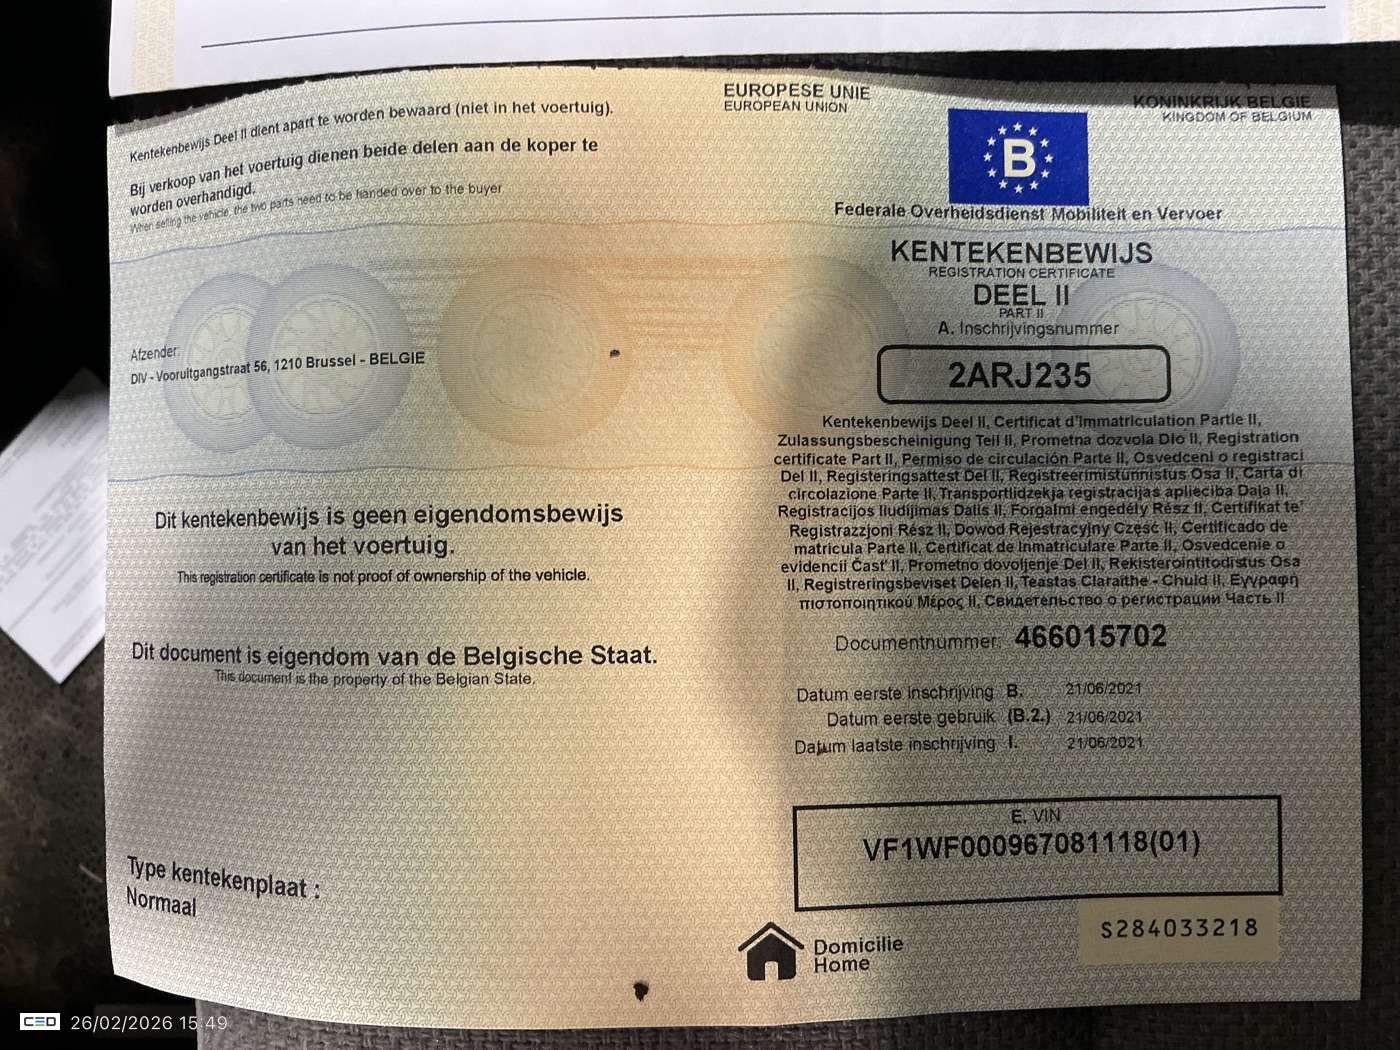 Kentekenbewijs Deel II dient apart te worden bewaard (niet in het voertuig).
Bij verkoop van het voertuig dienen beide delen aan de koper te
worden overhandigd.
When selling the vehicle, the two parts need to be handed over to the buyer
Afzender:
DIV - Vooruitgangstraat 56, 1210 Brussel - BELGIE
Dit kentekenbewijs is geen eigendomsbewijs
van het voertuig.
This registration certificate is not proof of ownership of the vehicle.
Dit document is eigendom van de Belgische Staat.
This document is the property of the Belgian State.
Type kentekenplaat :
Normaal
EUROPESE UNIE
EUROPEAN UNION
KONINKRIJK BELGIE
KINGDOM OF BELGIUM
B
Federale Overheidsdienst Mobiliteit en Vervoer
KENTEKENBEWIJS
REGISTRATION CERTIFICATE
DEEL II
PART II
A. Inschrijvingsnummer
2ARJ235
Kentekenbewijs Deel II, Certificat d'immatriculation Partie II,
Zulassungsbescheinigung Teil II, Prometna dozvola Dio II, Registration
certificate Part II, Permiso de circulación Parte II, Osvedceni o registraci
Del II, Registeringsattest Del II, Registreerimistunnistus Osa II, Carta di
circolazione Parte II, Transportlidzekja registracijas aplieciba Daļa II,
Registracijos liudijimas Dalis II, Forgalmi engedély Rész II, Certifikat ta'
Registrazzjoni Rész II, Dowod Rejestracyjny Część II, Certificado de
matricula Parte II, Certificat de Inmatriculare Parte II, Osvedcenie o
evidencii Časť II, Prometno dovoljenje Del II, Rekisterointitodistus Osa
II, Registreringsbeviset Delen II, Teastas Claraithe - Chuid II, Εγγραφή
πιστοποιητικού Μέρος II, Свидетельство о регистрации Часть II
Documentnummer: 466015702
Datum eerste inschrijving B. 21/06/2021
Datum eerste gebruik (B.2.) 21/06/2021
Datum laatste inschrijving I. 21/06/2021
E. VIN
VF1WF000967081118(01)
S284033218
Domicilie
Home
CED 26/02/2026 15:49